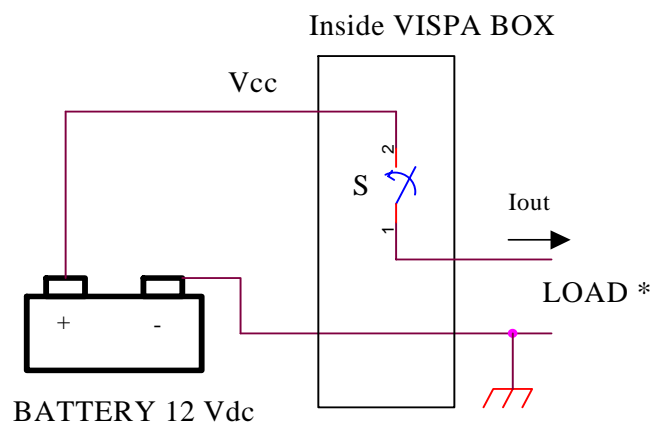 Inside VISPA BOX
Vcc
2
S
1
Iout
LOAD *
+ -
BATTERY 12 Vdc